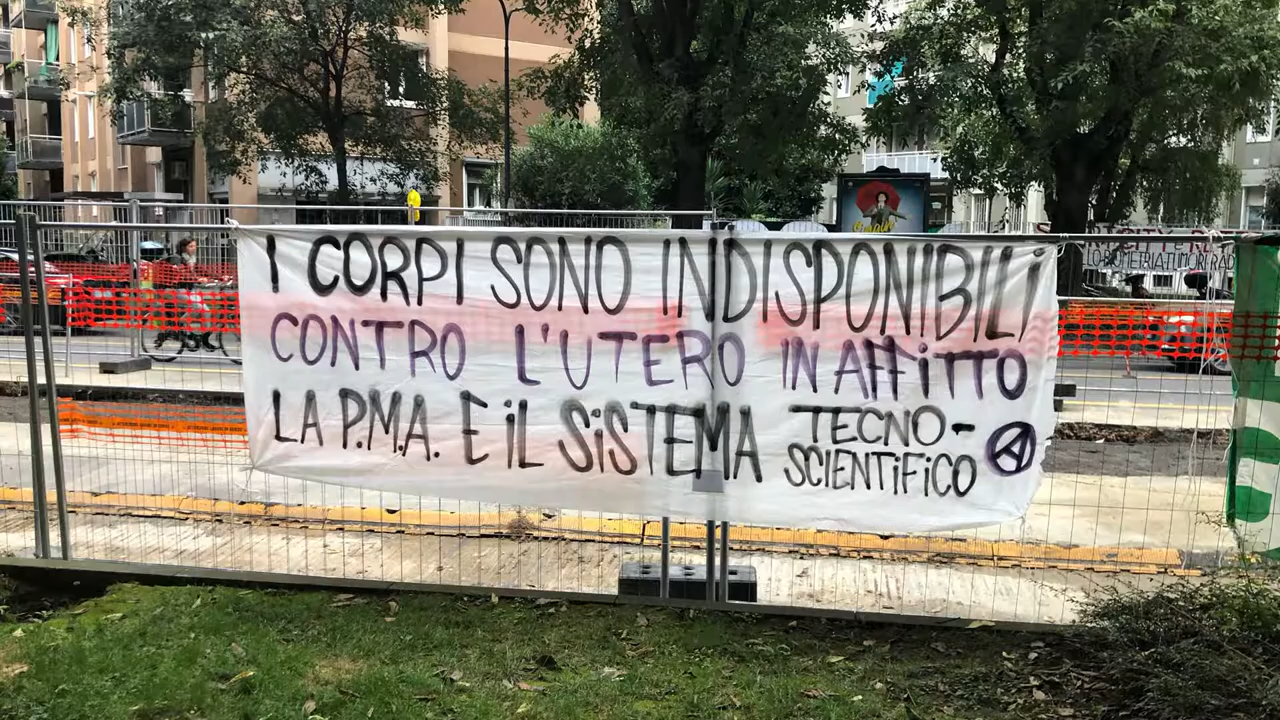 I CORPI SONO INDISPONIBILI
CONTRO L'UTERO IN AFFITTO
LA P.M.A. E IL SISTEMA TECNO-
SCIENTIFICO